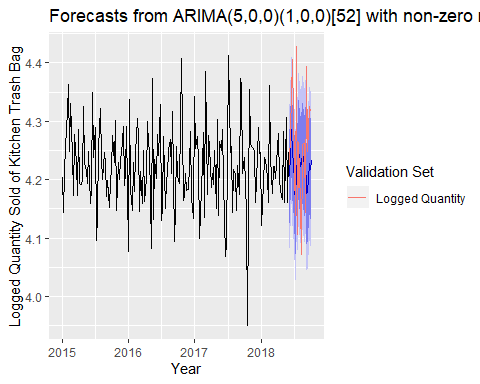 Forecasts from ARIMA(5,0,0)(1,0,0)[52] with non-zero
Logged Quantity Sold of Kitchen Trash Bag
4.4
4.3
4.2
4.1
4.0
2015
2016
2017
2018
Year
Validation Set
Logged Quantity